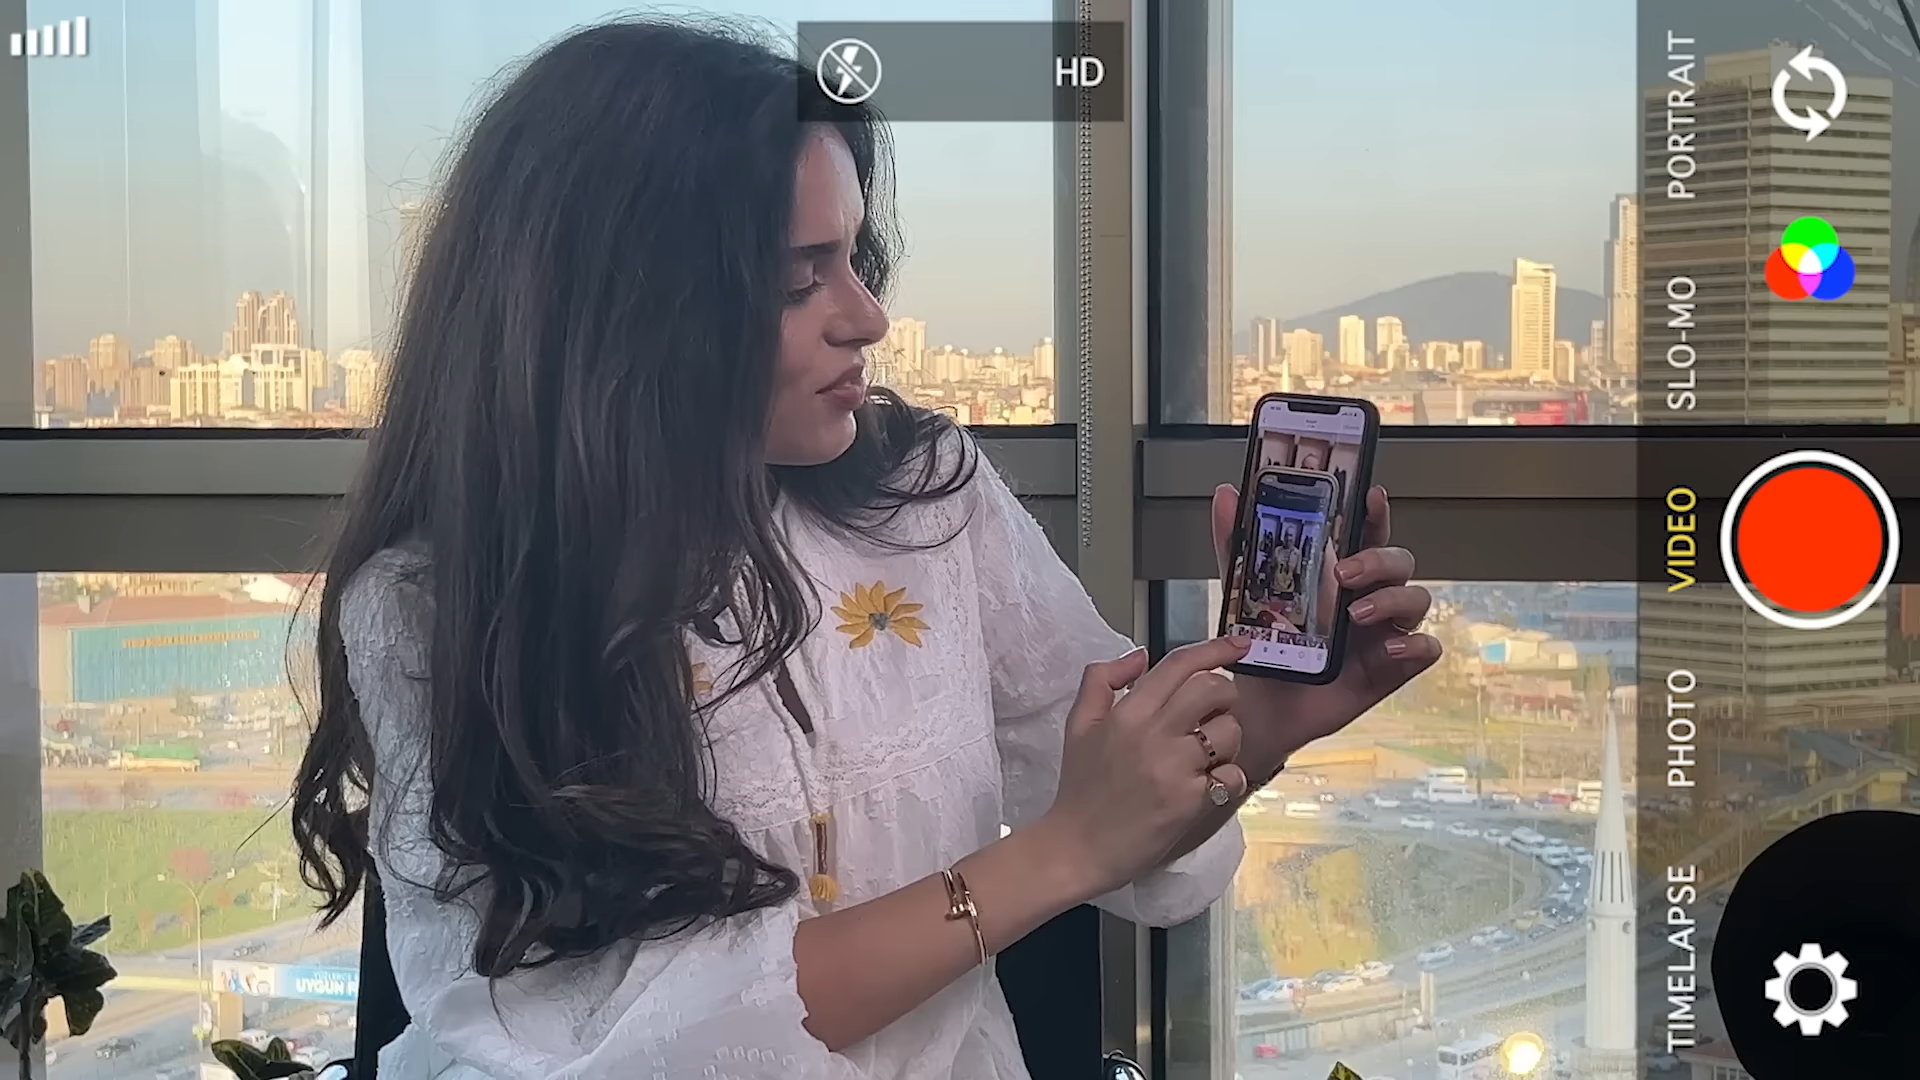 HD
PORTRAIT
SLO-MO
VIDEO
PHOTO
TIMELAPSE
UYGUN